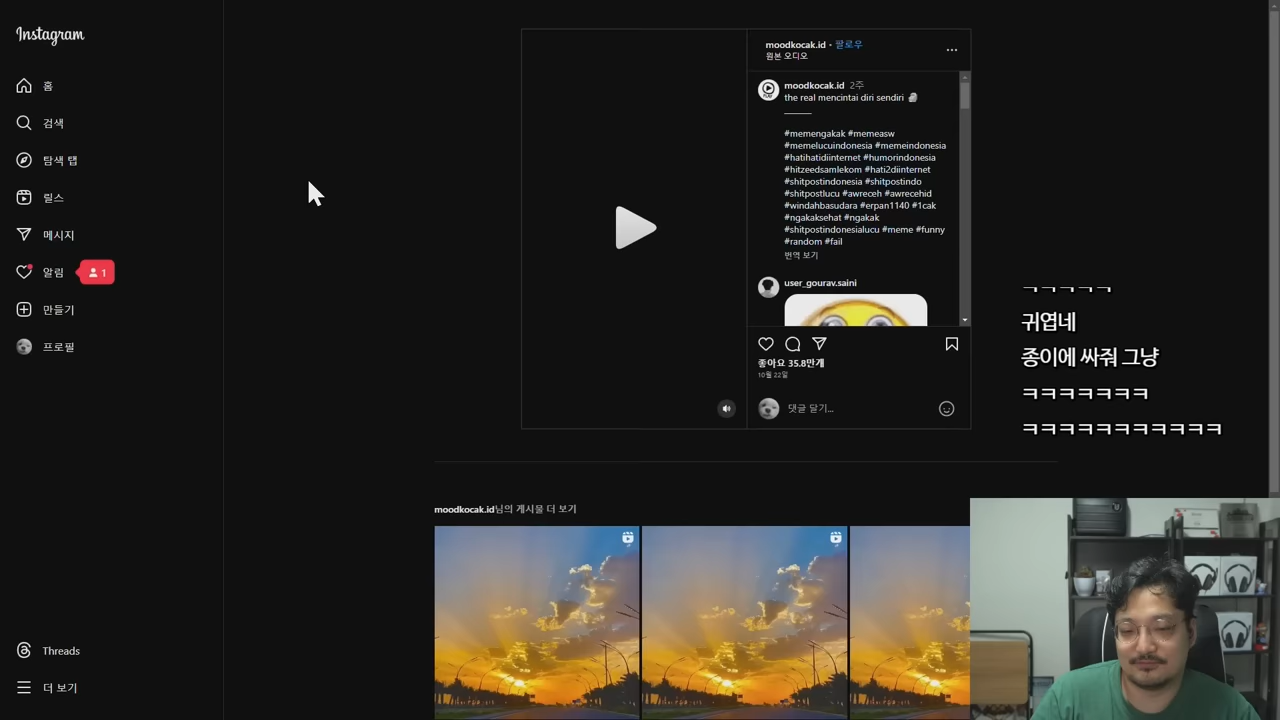 Instagram
홈
검색
탐색 탭
릴스
메시지
알림
1
만들기
프로필
Threads
더 보기
moodkocak.id • 팔로우
원본 오디오
moodkocak.id 2주
the real mencintai diri sendiri 🗿
#memengakak #memeasw
#memelucuindonesia #memeindonesia
#hatihatidiinternet #humorindonesia
#hitzeedsamlekom #hati2diinternet
#shitpostindonesia #shitpostindo
#shitpostlucu #awreceh #awrecehid
#windahbasudara #erpan1140 #1cak
#ngakaksehat #ngakak
#shitpostindonesialucu #meme #funny
#random #fail
번역 보기
user_gourav.saini
좋아요 35.8만개
10월 22일
댓글 달기...
moodkocak.id님의 게시물 더 보기
ㅋㅋㅋㅋㅋ
귀엽네
종이에 싸줘 그냥
ㅋㅋㅋㅋㅋㅋㅋ
ㅋㅋㅋㅋㅋㅋㅋㅋㅋㅋㅋ